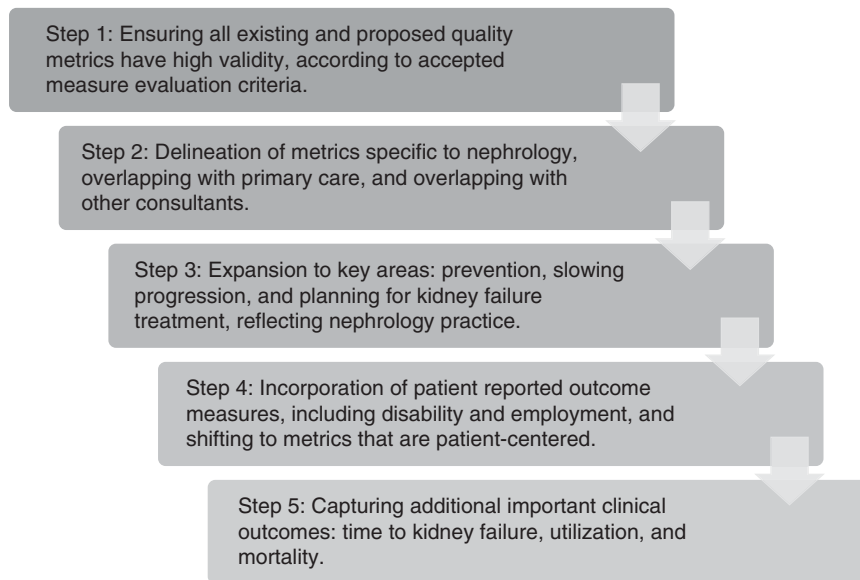 Step 1: Ensuring all existing and proposed quality
metrics have high validity, according to accepted
measure evaluation criteria.
Step 2: Delineation of metrics specific to nephrology,
overlapping with primary care, and overlapping with
other consultants.
Step 3: Expansion to key areas: prevention, slowing
progression, and planning for kidney failure
treatment, reflecting nephrology practice.
Step 4: Incorporation of patient reported outcome
measures, including disability and employment, and
shifting to metrics that are patient-centered.
Step 5: Capturing additional important clinical
outcomes: time to kidney failure, utilization, and
mortality.